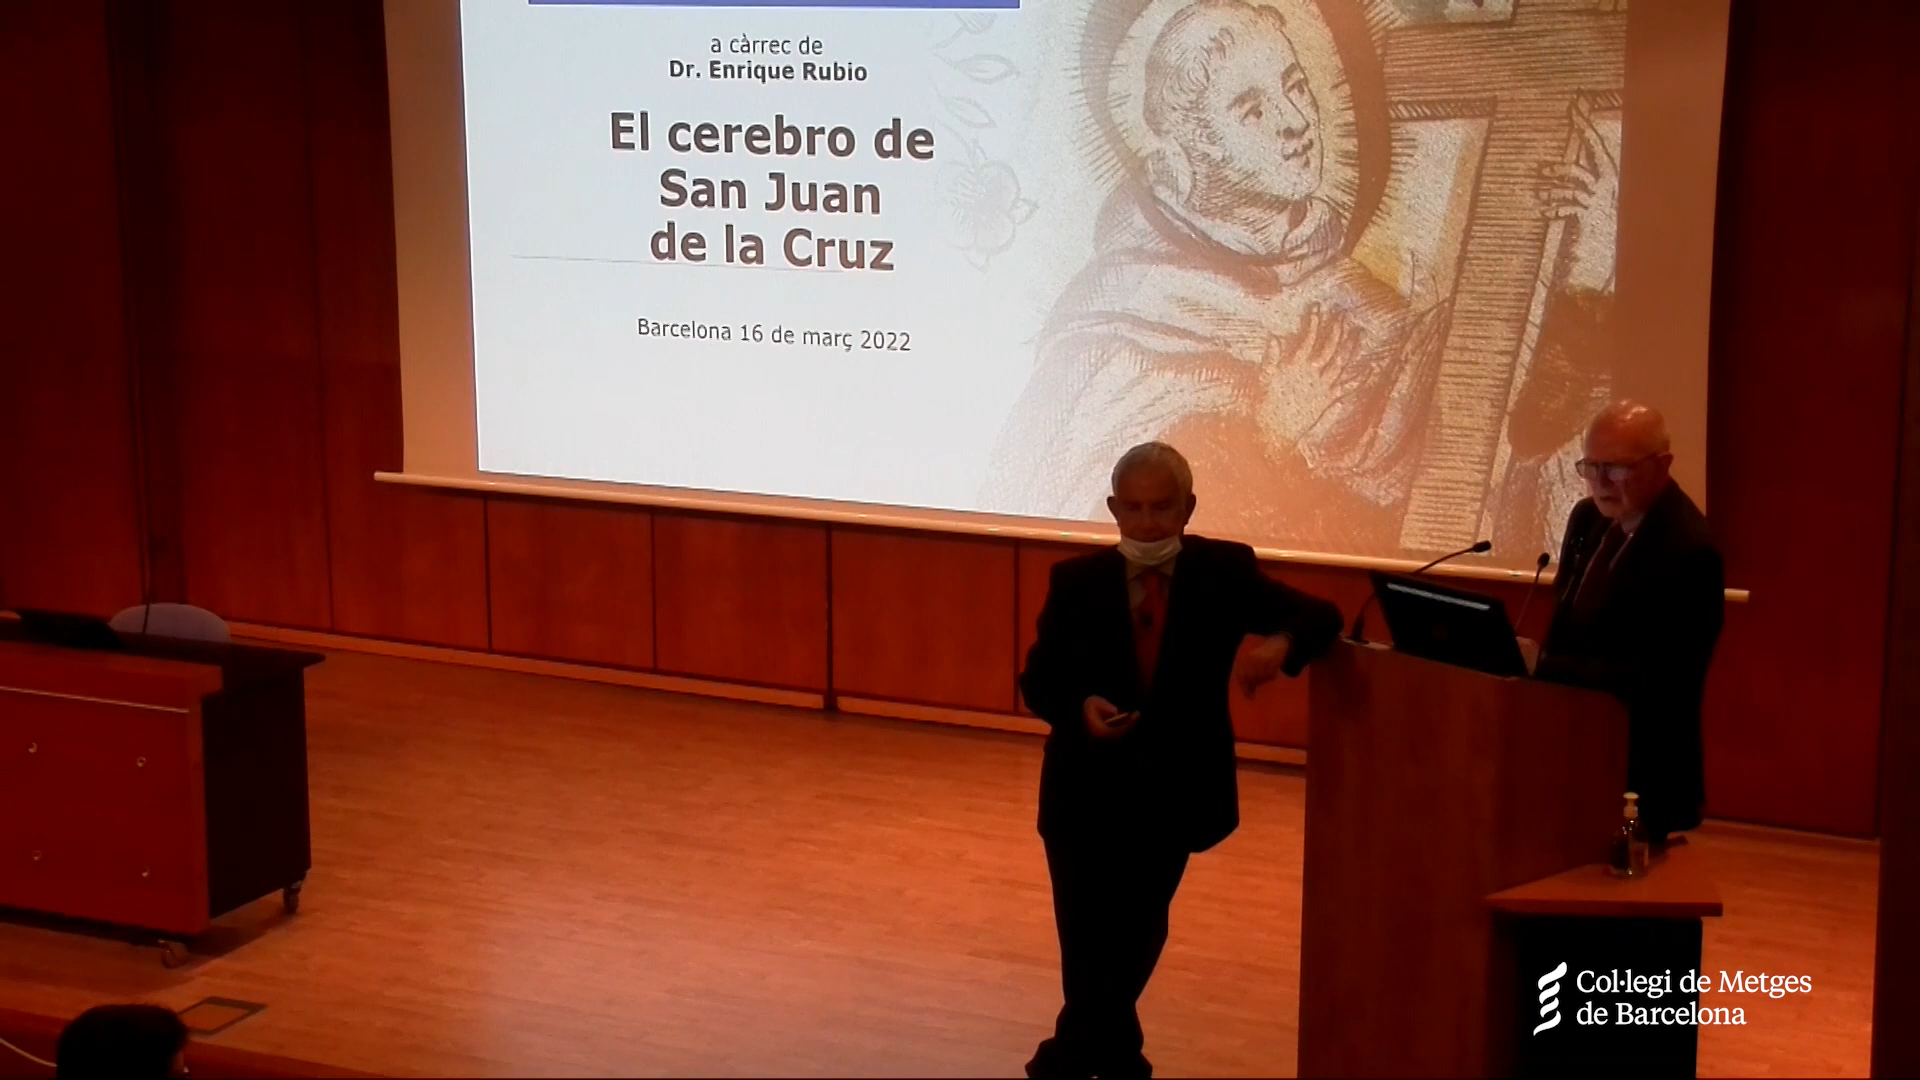 a càrrec de
Dr. Enrique Rubio
El cerebro de
San Juan
de la Cruz
Barcelona 16 de març 2022
Col·legi de Metges
de Barcelona